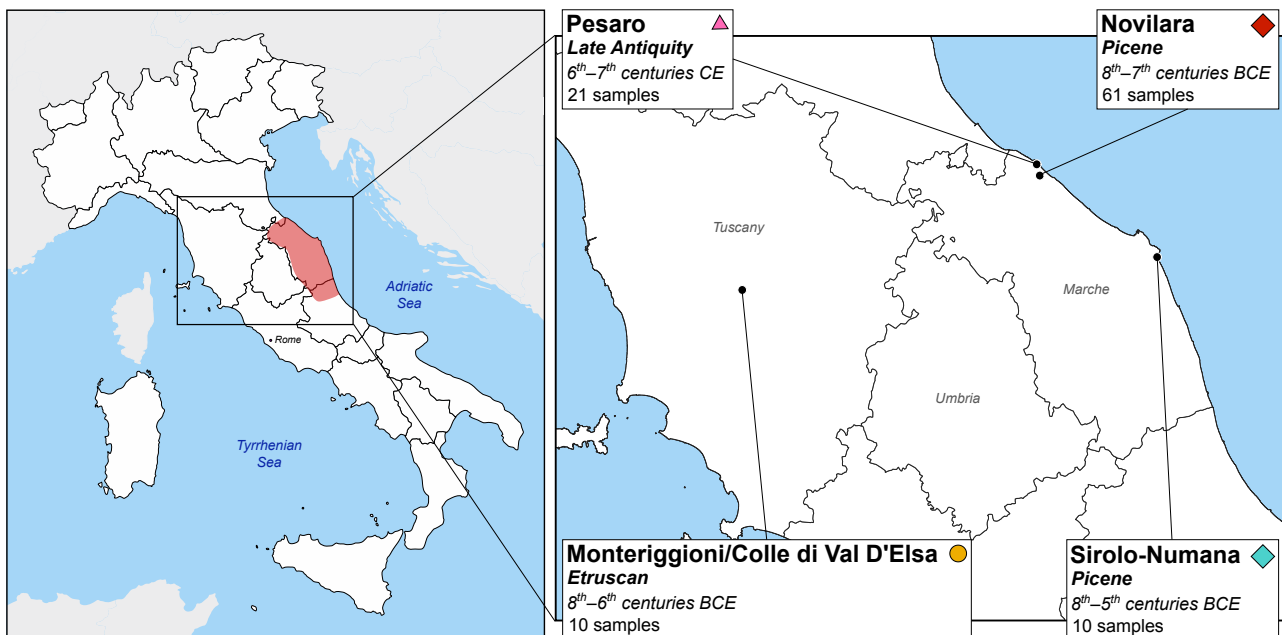 Adriatic
Sea
Rome
Tyrrhenian
Sea
Pesaro
Late Antiquity
6th–7th centuries CE
21 samples
Novilara
Picene
8th–7th centuries BCE
61 samples
Tuscany
Marche
Umbria
Monteriggioni/Colle di Val D'Elsa
Etruscan
8th–6th centuries BCE
10 samples
Sirolo-Numana
Picene
8th–5th centuries BCE
10 samples